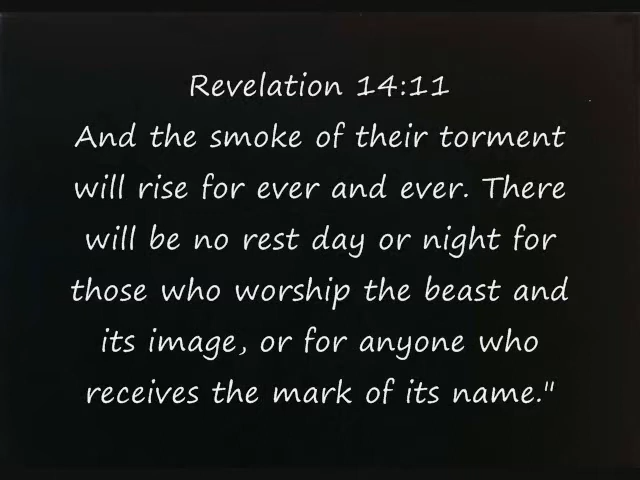 Revelation 14:11
And the smoke of their torment
will rise for ever and ever. There
will be no rest day or night for
those who worship the beast and
its image, or for anyone who
receives the mark of its name."